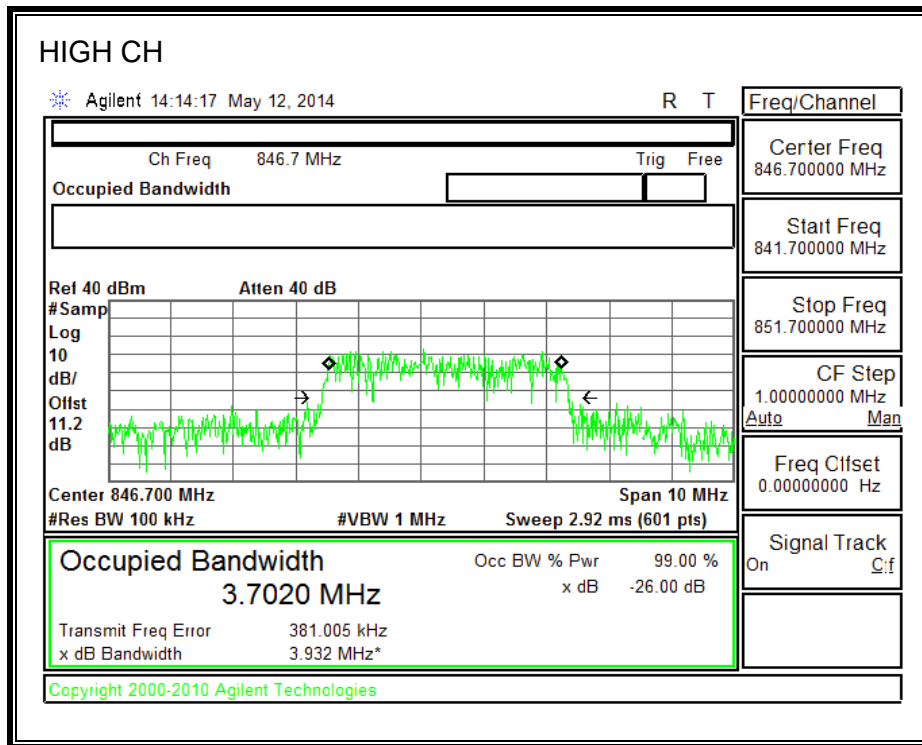 HIGH CH
Agilent 14:14:17 May 12, 2014 R T
Freq/Channel
Ch Freq 846.7 MHz Trig Free
Occupied Bandwidth
Center Freq
846.700000 MHz
Start Freq
841.700000 MHz
Stop Freq
851.700000 MHz
CF Step
1.00000000 MHz
Auto Man
Freq Offset
0.00000000 Hz
Signal Track
On Off
Ref 40 dBm Atten 40 dB
#Samp
Log
10
dB/
Offst
11.2
dB
Center 846.700 MHz Span 10 MHz
#Res BW 100 kHz #VBW 1 MHz Sweep 2.92 ms (601 pts)
Occupied Bandwidth Occ BW % Pwr 99.00 %
3.7020 MHz x dB -26.00 dB
Transmit Freq Error 381.005 kHz
x dB Bandwidth 3.932 MHz*
Copyright 2000-2010 Agilent Technologies